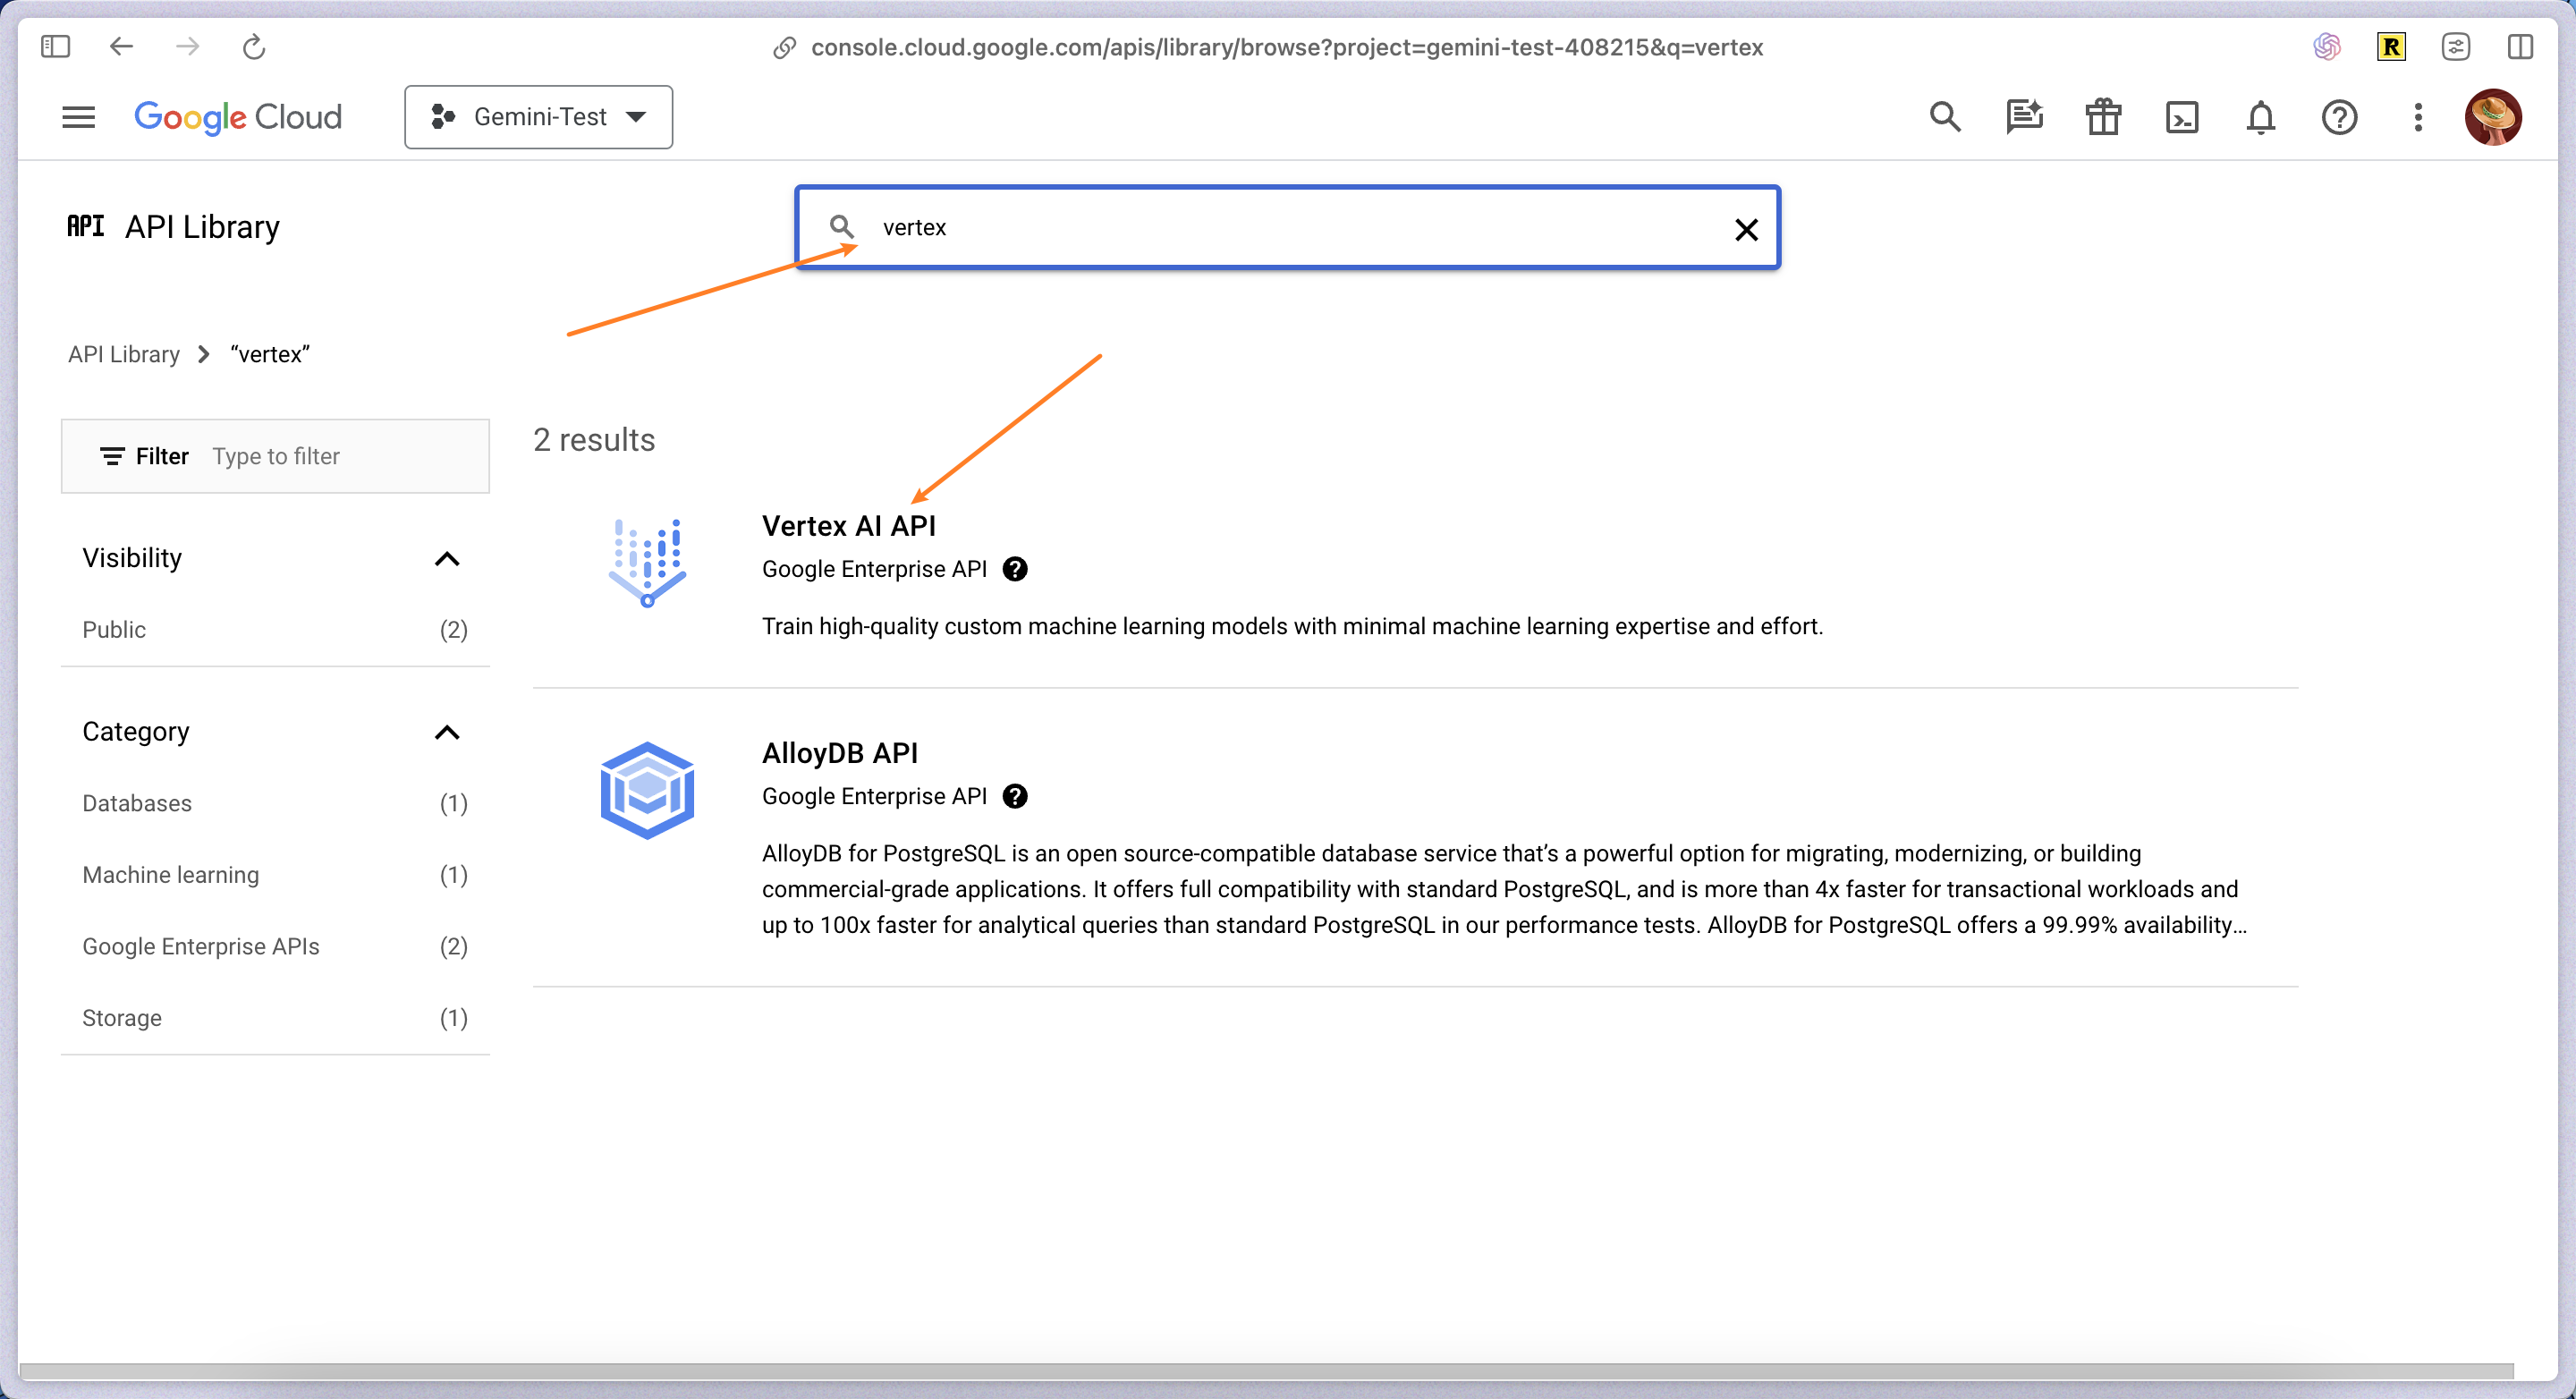 console.cloud.google.com/apis/library/browse?project=gemini-test-408215&q=vertex
R
Google Cloud
Gemini-Test
API API Library
vertex
API Library “vertex”
Filter Type to filter
2 results
Visibility
Public (2)
Category
Databases (1)
Machine learning (1)
Google Enterprise APIs (2)
Storage (1)
Vertex AI API
Google Enterprise API
Train high-quality custom machine learning models with minimal machine learning expertise and effort.
AlloyDB API
Google Enterprise API
AlloyDB for PostgreSQL is an open source-compatible database service that’s a powerful option for migrating, modernizing, or building
commercial-grade applications. It offers full compatibility with standard PostgreSQL, and is more than 4x faster for transactional workloads and
up to 100x faster for analytical queries than standard PostgreSQL in our performance tests. AlloyDB for PostgreSQL offers a 99.99% availability…